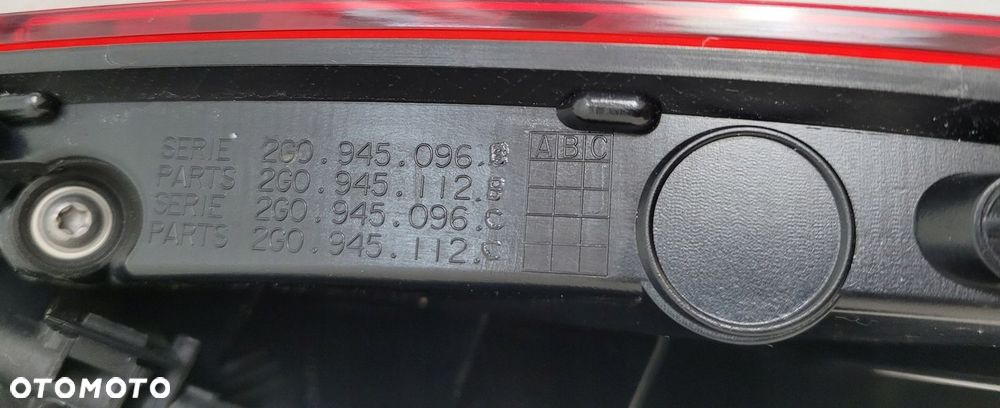 SERIE 2G0.945.096.B
PARTS 2G0.945.112.B
SERIE 2G0.945.096.C
PARTS 2G0.945.112.C
A B C
OTOMOTO